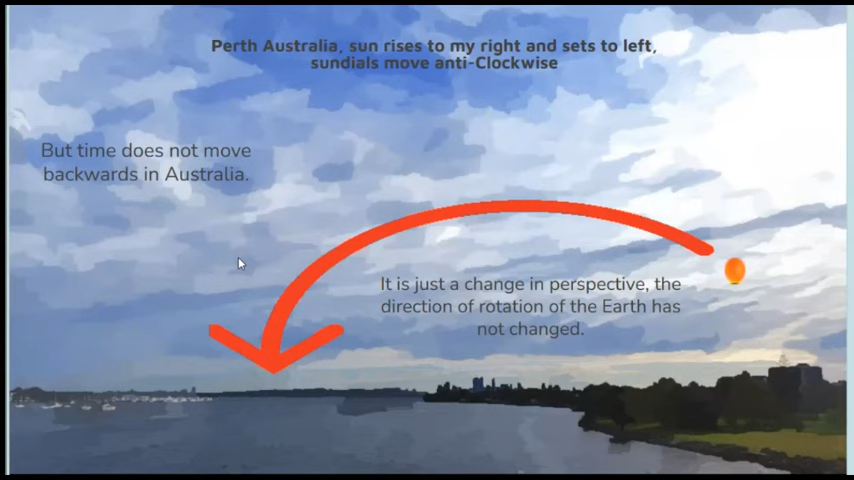 Perth Australia, sun rises to my right and sets to left,
sundials move anti-Clockwise
But time does not move
backwards in Australia.
It is just a change in perspective, the
direction of rotation of the Earth has
not changed.